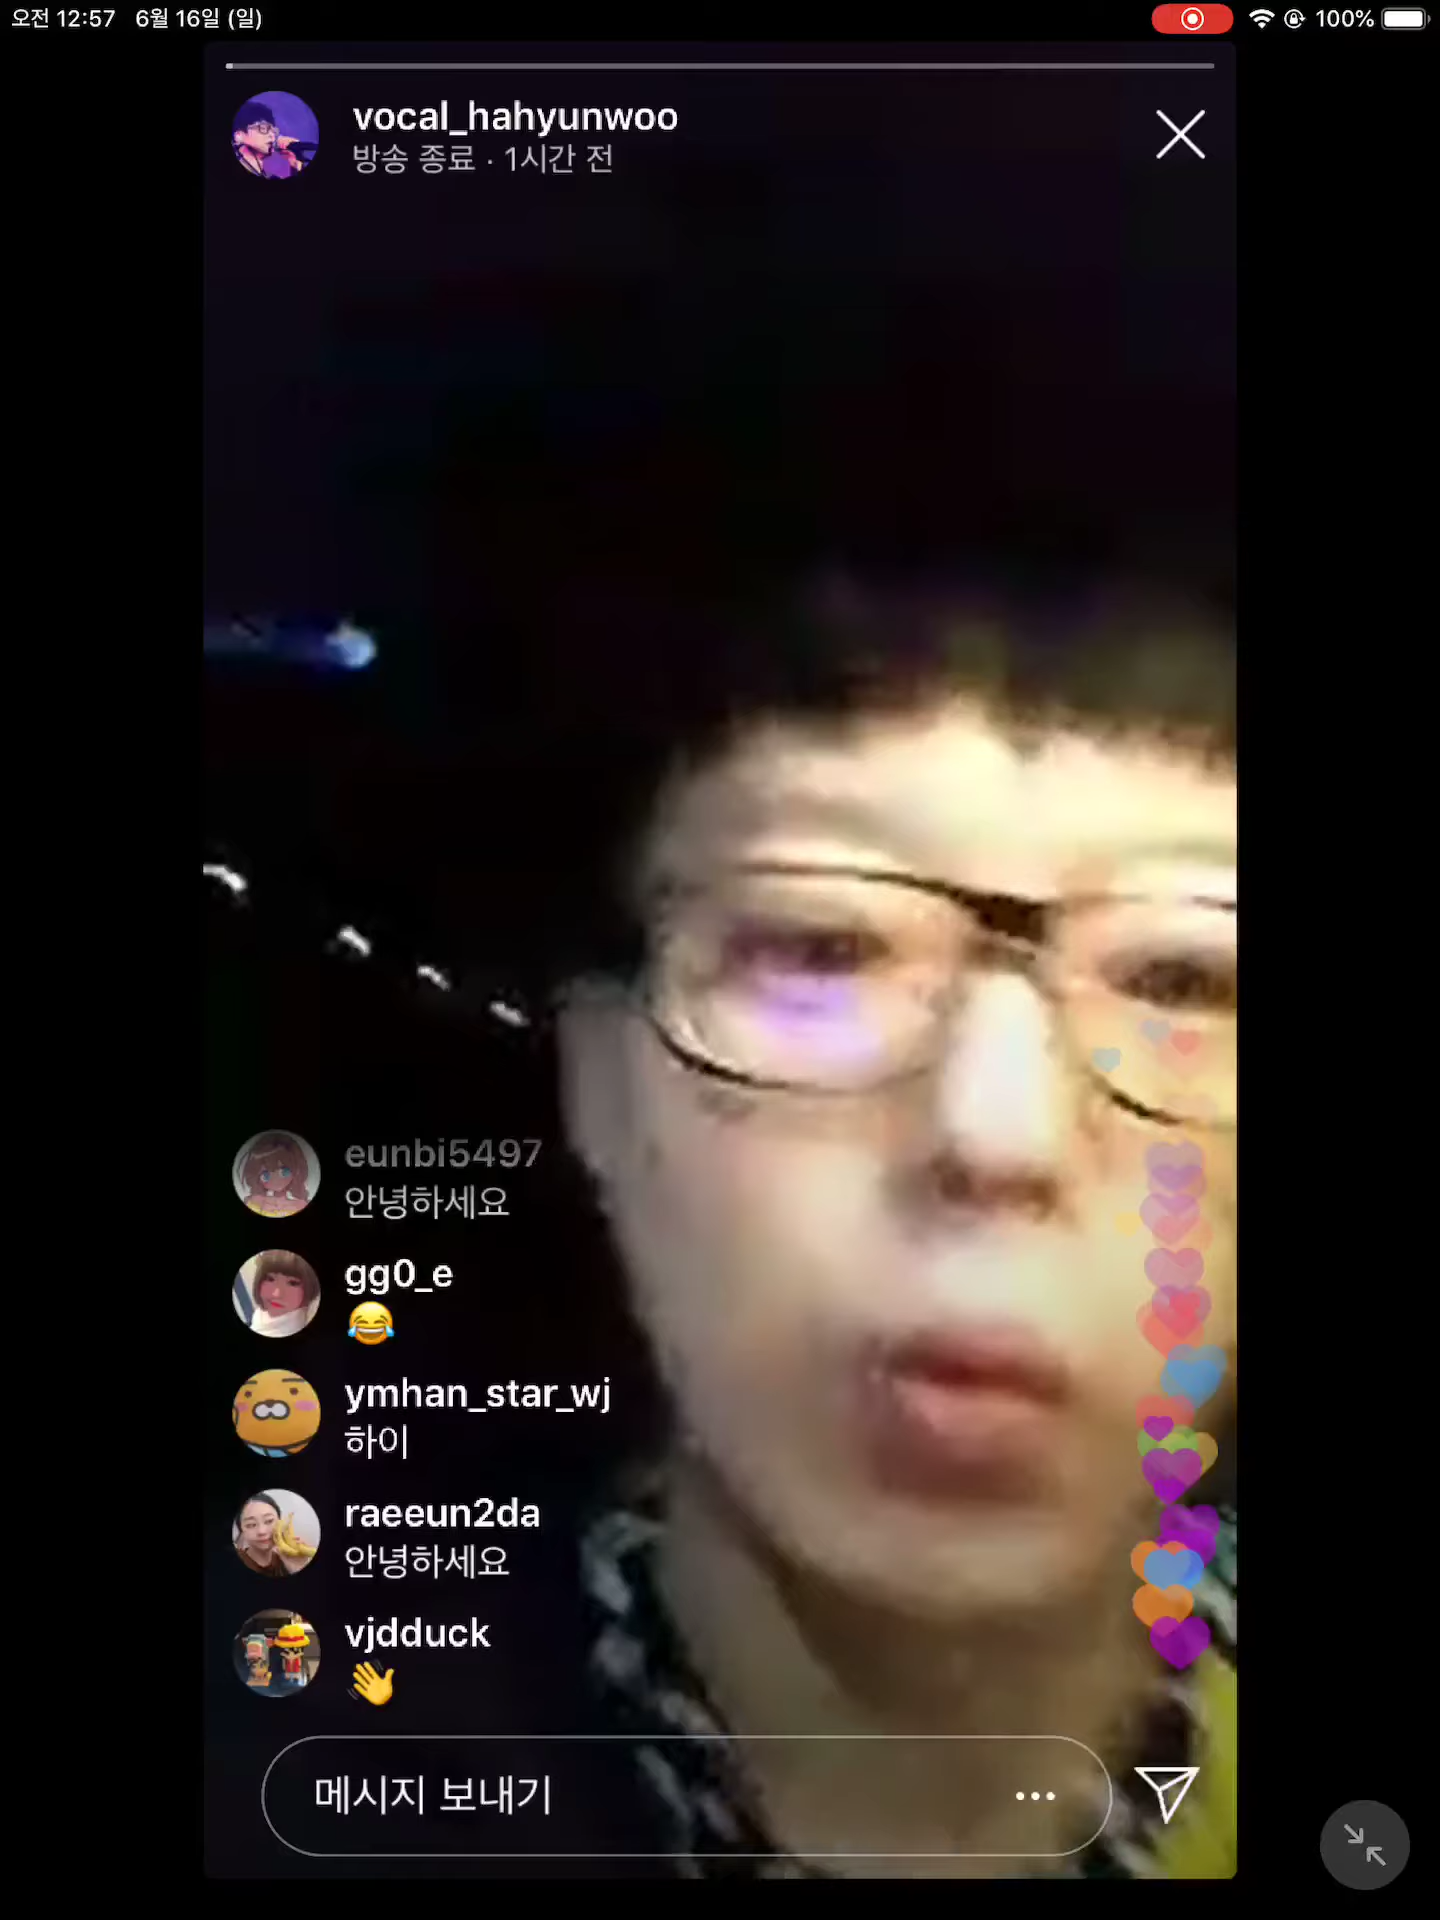 오전 12:57 6월 16일 (일) 100%
vocal_hahyunwoo
방송 종료 · 1시간 전
eunbi5497
안녕하세요
gg0_e
😂
ymhan_star_wj
하이
raeeun2da
안녕하세요
vjdduck
👋
메시지 보내기